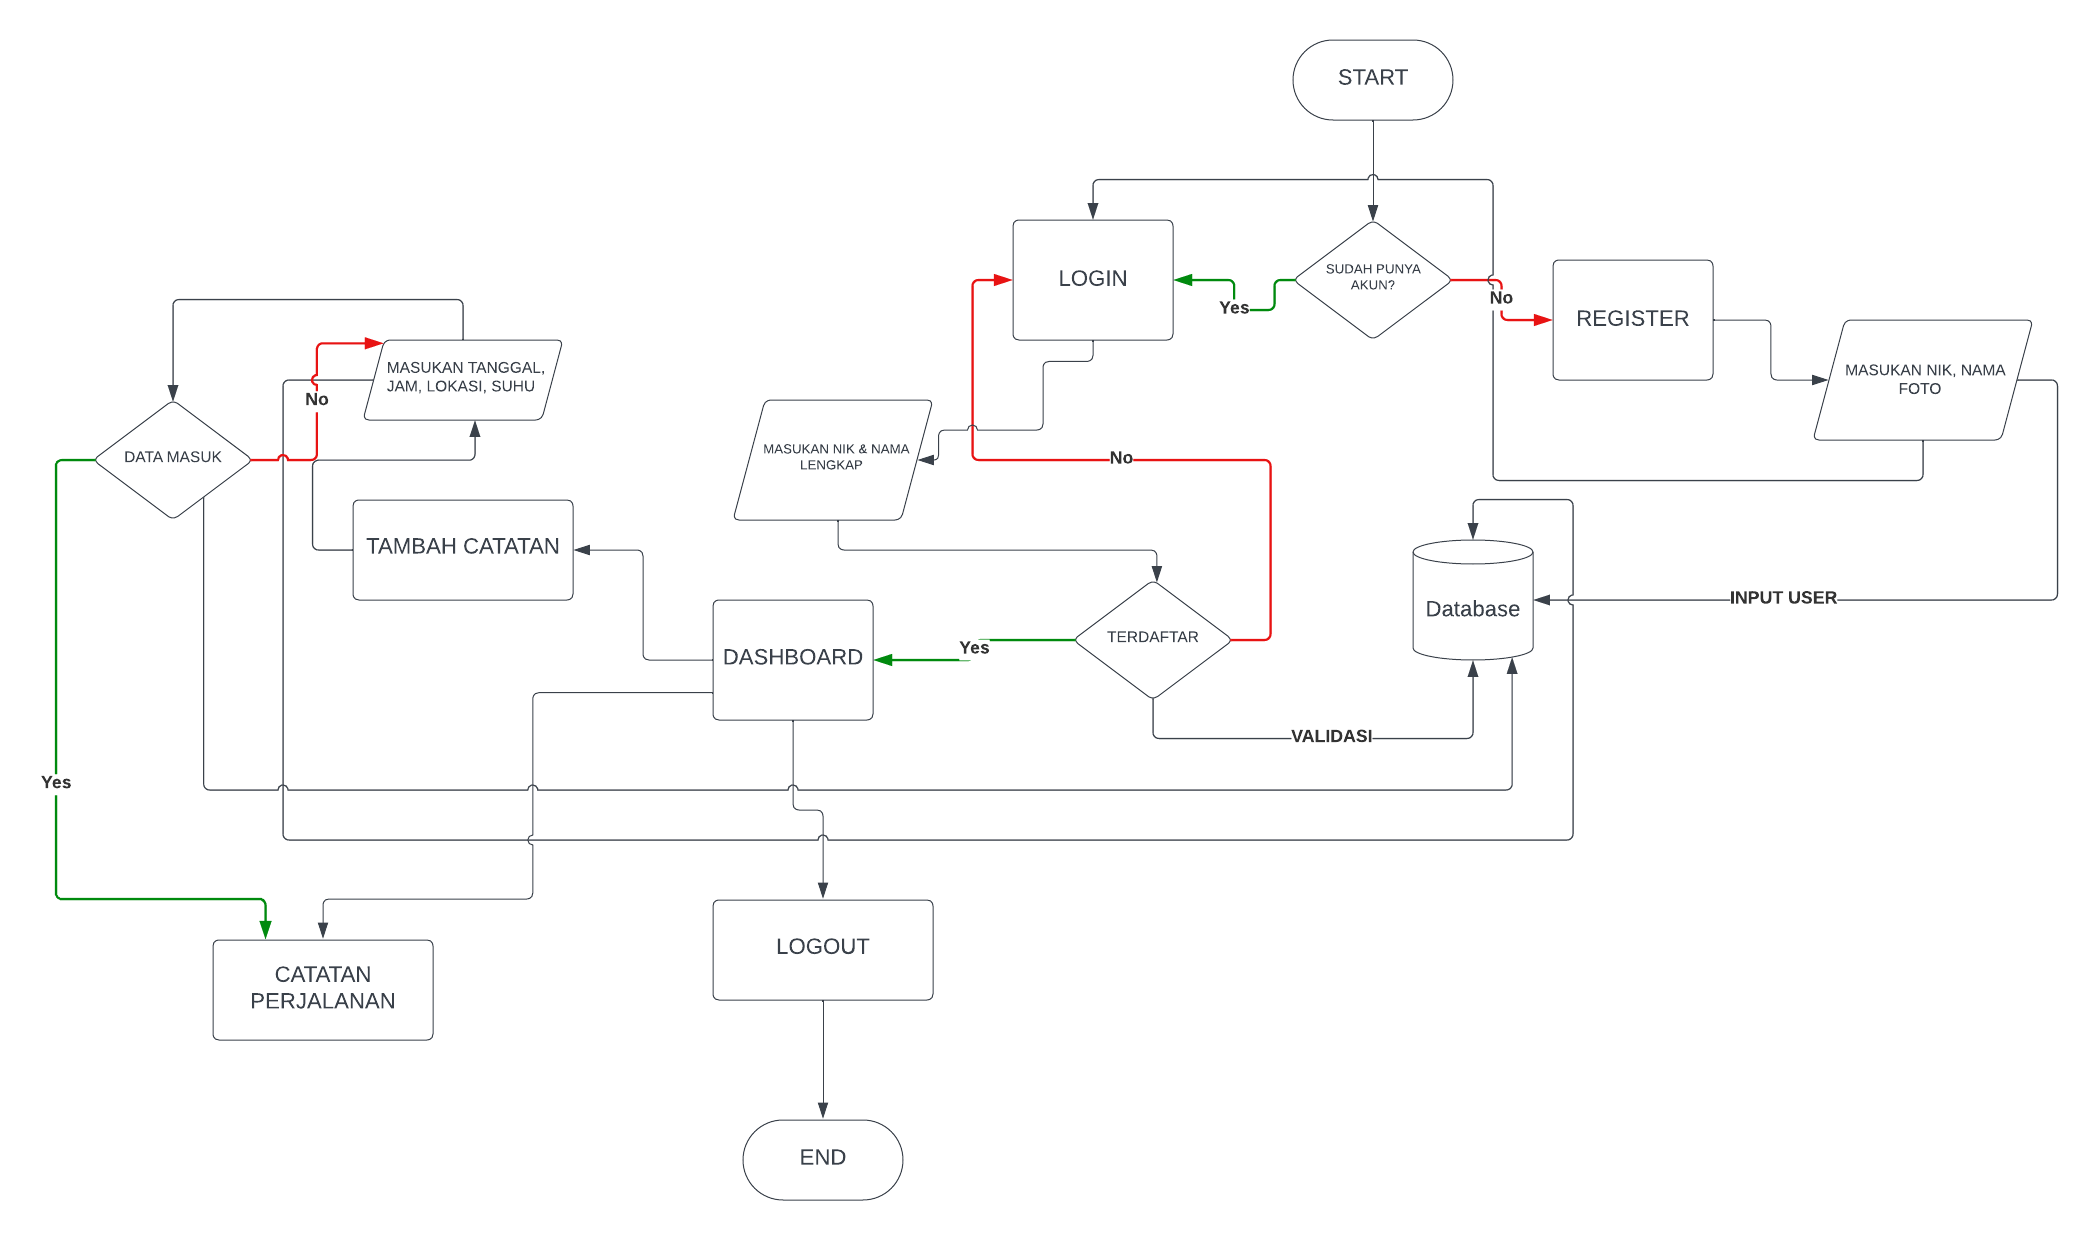 START
LOGIN
SUDAH PUNYA
AKUN?
Yes
No
REGISTER
MASUKAN NIK, NAMA
FOTO
MASUKAN TANGGAL,
JAM, LOKASI, SUHU
No
DATA MASUK
MASUKAN NIK & NAMA
LENGKAP
No
TAMBAH CATATAN
Database
INPUT USER
DASHBOARD
Yes
TERDAFTAR
VALIDASI
Yes
LOGOUT
CATATAN
PERJALANAN
END